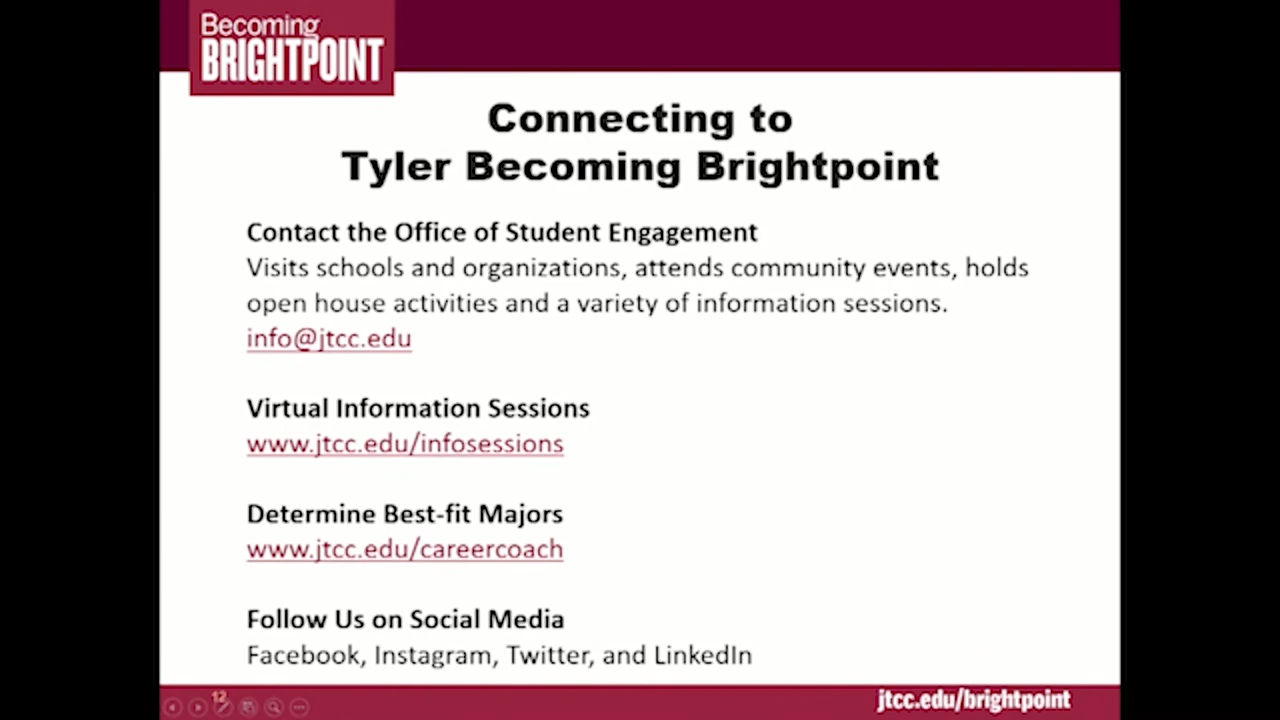 Becoming
BRIGHTPOINT
Connecting to
Tyler Becoming Brightpoint
Contact the Office of Student Engagement
Visits schools and organizations, attends community events, holds
open house activities and a variety of information sessions.
info@jtcc.edu
Virtual Information Sessions
www.jtcc.edu/infosessions
Determine Best-fit Majors
www.jtcc.edu/careercoach
Follow Us on Social Media
Facebook, Instagram, Twitter, and LinkedIn
12
jtcc.edu/brightpoint